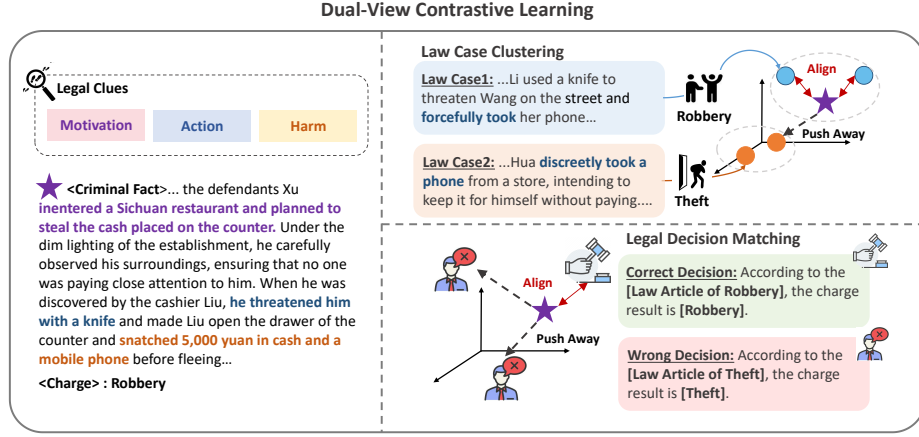 Dual-View Contrastive Learning
Legal Clues
Motivation
Action
Harm
<Criminal Fact>... the defendants Xu
inentered a Sichuan restaurant and planned to
steal the cash placed on the counter. Under the
dim lighting of the establishment, he carefully
observed his surroundings, ensuring that no one
was paying close attention to him. When he was
discovered by the cashier Liu, he threatened him
with a knife and made Liu open the drawer of the
counter and snatched 5,000 yuan in cash and a
mobile phone before fleeing...
<Charge> : Robbery
Law Case Clustering
Law Case1: ...Li used a knife to
threaten Wang on the street and
forcefully took her phone...
Robbery
Law Case2: ...Hua discreetly took a
phone from a store, intending to
keep it for himself without paying....
Theft
Align
Push Away
Legal Decision Matching
Align
Push Away
Correct Decision: According to the
[Law Article of Robbery], the charge
result is [Robbery].
Wrong Decision: According to the
[Law Article of Theft], the charge
result is [Theft].